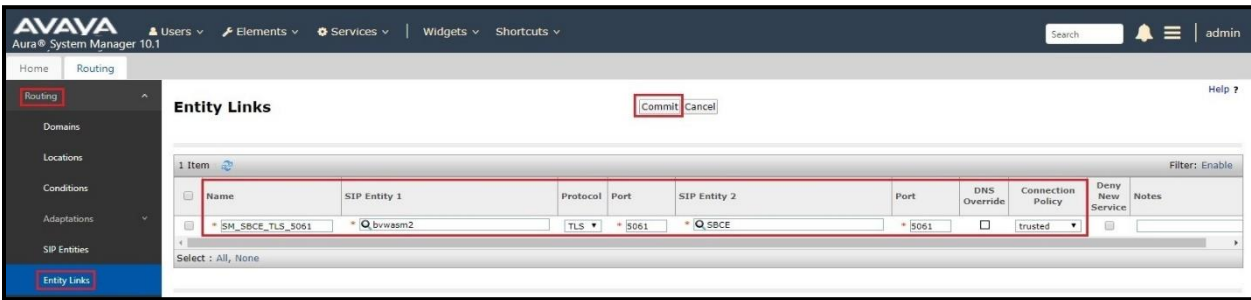 AVAYA
Aura® System Manager 10.1
Users
Elements
Services
|
Widgets
Shortcuts
Search
admin
Home
Routing
Routing
Domains
Locations
Conditions
Adaptations
SIP Entities
Entity Links
Help ?
Entity Links
Commit Cancel
1 Item
Filter: Enable
Name SIP Entity 1 Protocol Port SIP Entity 2 Port DNS Override Connection Policy Deny New Service Notes
* SM_SBCE_TLS_5061 * bvwasm2 TLS * 5061 * SBCE * 5061 trusted
Select : All, None